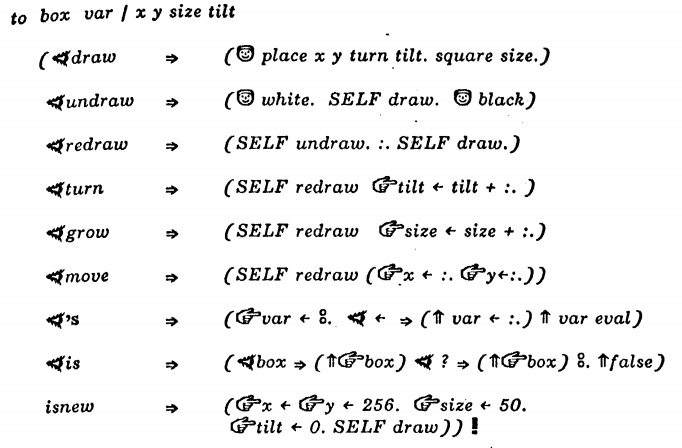 to box var / x y size tilt
(👁draw ⇒ (☺ place x y turn tilt. square size.)
👁undraw ⇒ (☺ white. SELF draw. ☺ black)
👁redraw ⇒ (SELF undraw. :. SELF draw.)
👁turn ⇒ (SELF redraw ☞tilt ← tilt + :. )
👁grow ⇒ (SELF redraw ☞size ← size + :.)
👁move ⇒ (SELF redraw (☞x ← :. ☞y←:.))
👁's ⇒ (☞var ← ⦂. 👁 ← ⇒ (⇑ var ← :.) ⇑ var eval)
👁is ⇒ (👁box ⇒ (⇑☞box) 👁 ? ⇒ (⇑☞box) ⦂. ⇑false)
isnew ⇒ (☞x ← ☞y ← 256. ☞size ← 50.
☞tilt ← 0. SELF draw)) !